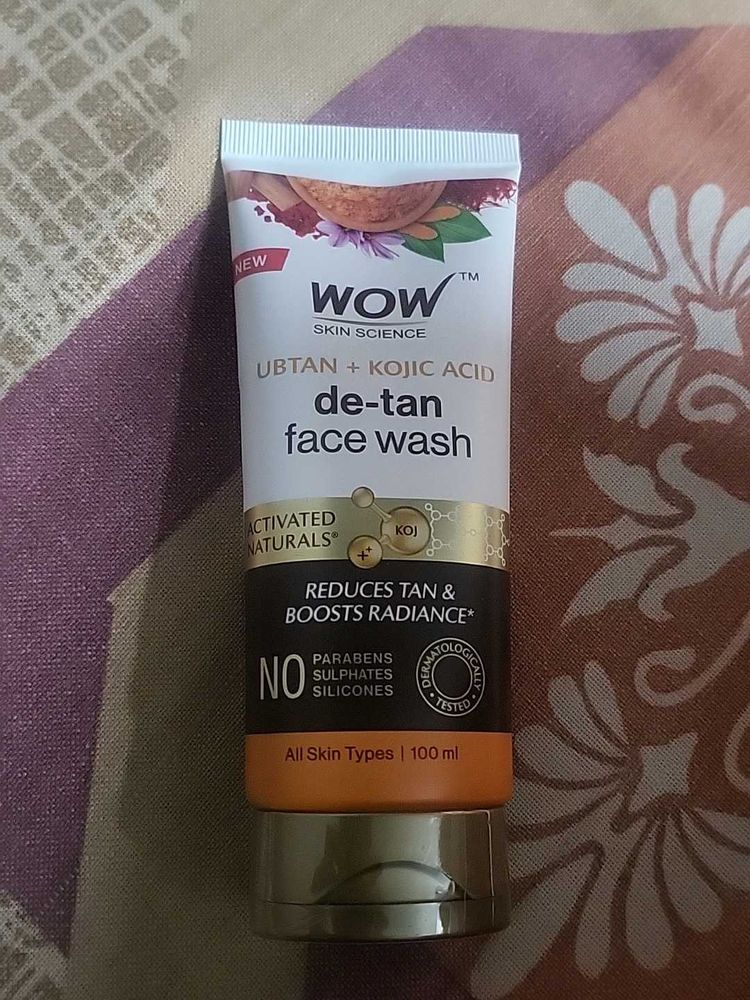 NEW
WOW™
SKIN SCIENCE
UBTAN + KOJIC ACID
de-tan
face wash
ACTIVATED
NATURALS®
KOJ
++
REDUCES TAN &
BOOSTS RADIANCE*
NO
PARABENS
SULPHATES
SILICONES
DERMATOLOGICALLY
• TESTED •
All Skin Types | 100 ml